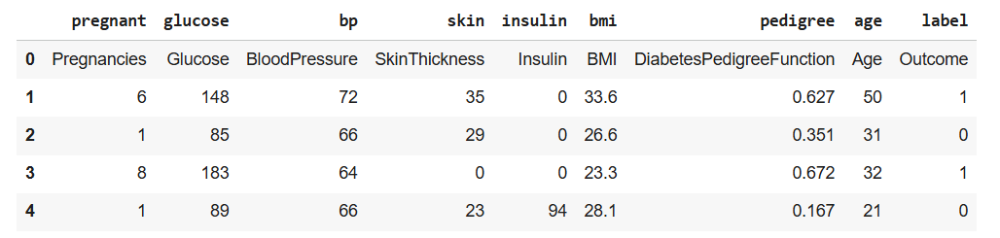 pregnant glucose bp skin insulin bmi pedigree age label
0 Pregnancies Glucose BloodPressure SkinThickness Insulin BMI DiabetesPedigreeFunction Age Outcome
1 6 148 72 35 0 33.6 0.627 50 1
2 1 85 66 29 0 26.6 0.351 31 0
3 8 183 64 0 0 23.3 0.672 32 1
4 1 89 66 23 94 28.1 0.167 21 0